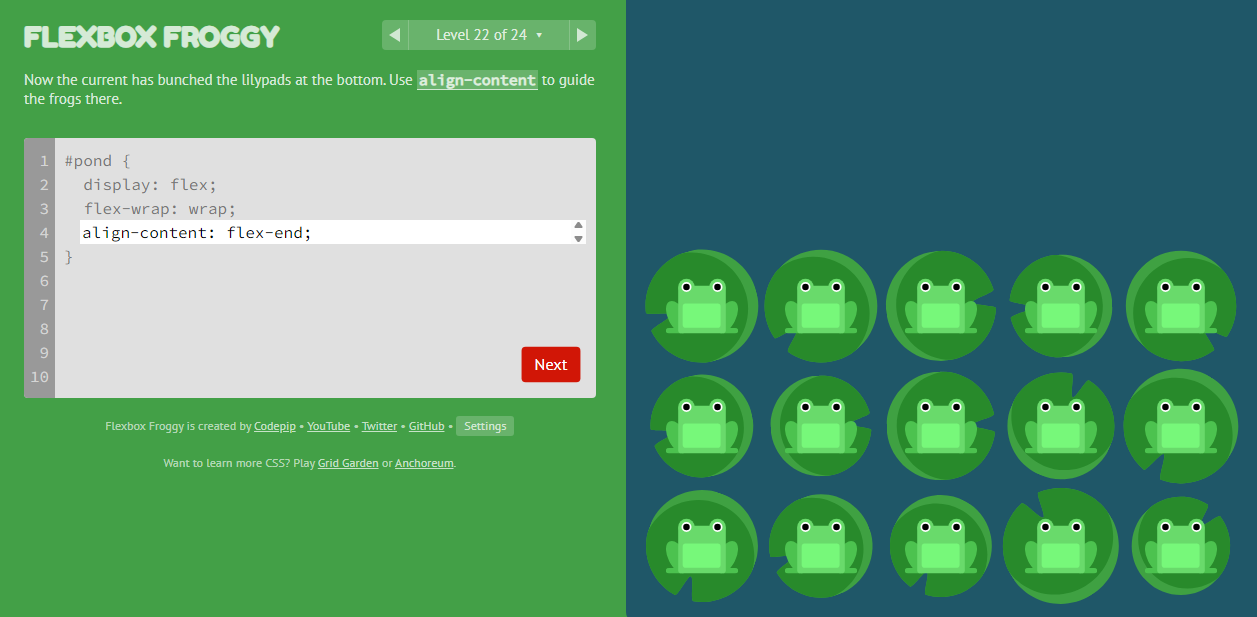 FLEXBOX FROGGY
Level 22 of 24
Now the current has bunched the lilypads at the bottom. Use align-content to guide
the frogs there.
1 #pond {
2 display: flex;
3 flex-wrap: wrap;
4 align-content: flex-end;
5 }
6
7
8
9
10
Next
Flexbox Froggy is created by Codepip • YouTube • Twitter • GitHub • Settings
Want to learn more CSS? Play Grid Garden or Anchoreum.